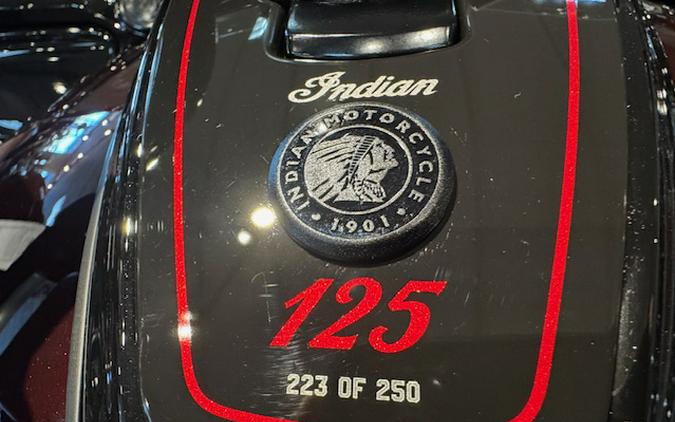 Indian
INDIAN MOTORCYCLE
• 1901 •
125
223 OF 250